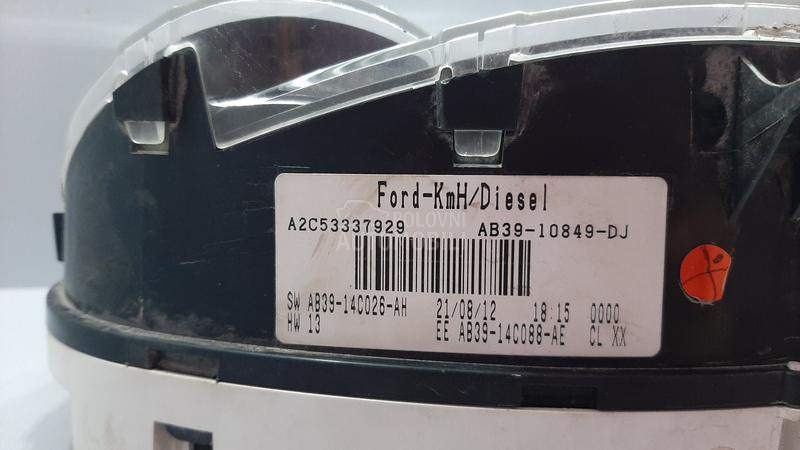 Ford-KmH/Diesel
A2C53337929 AB39-10849-DJ
POLOVNI
SW AB39-14C026-AH 21/08/12 18:15 0000
HW 13 EE AB39-14C088-AE CL XX